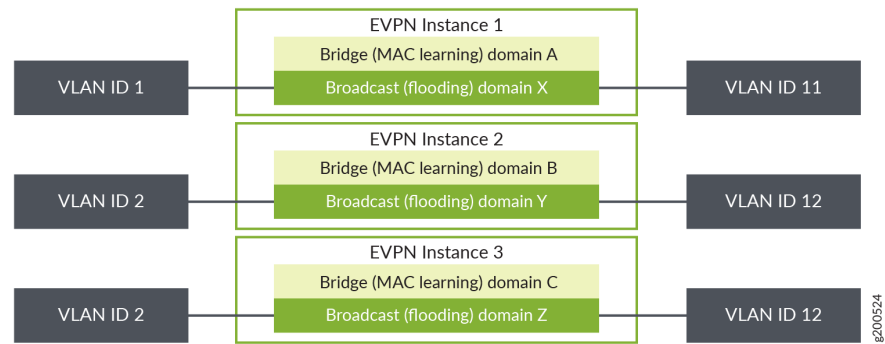 EVPN Instance 1
Bridge (MAC learning) domain A
VLAN ID 1
Broadcast (flooding) domain X
VLAN ID 11
EVPN Instance 2
Bridge (MAC learning) domain B
VLAN ID 2
Broadcast (flooding) domain Y
VLAN ID 12
EVPN Instance 3
Bridge (MAC learning) domain C
VLAN ID 2
Broadcast (flooding) domain Z
VLAN ID 12
g200524